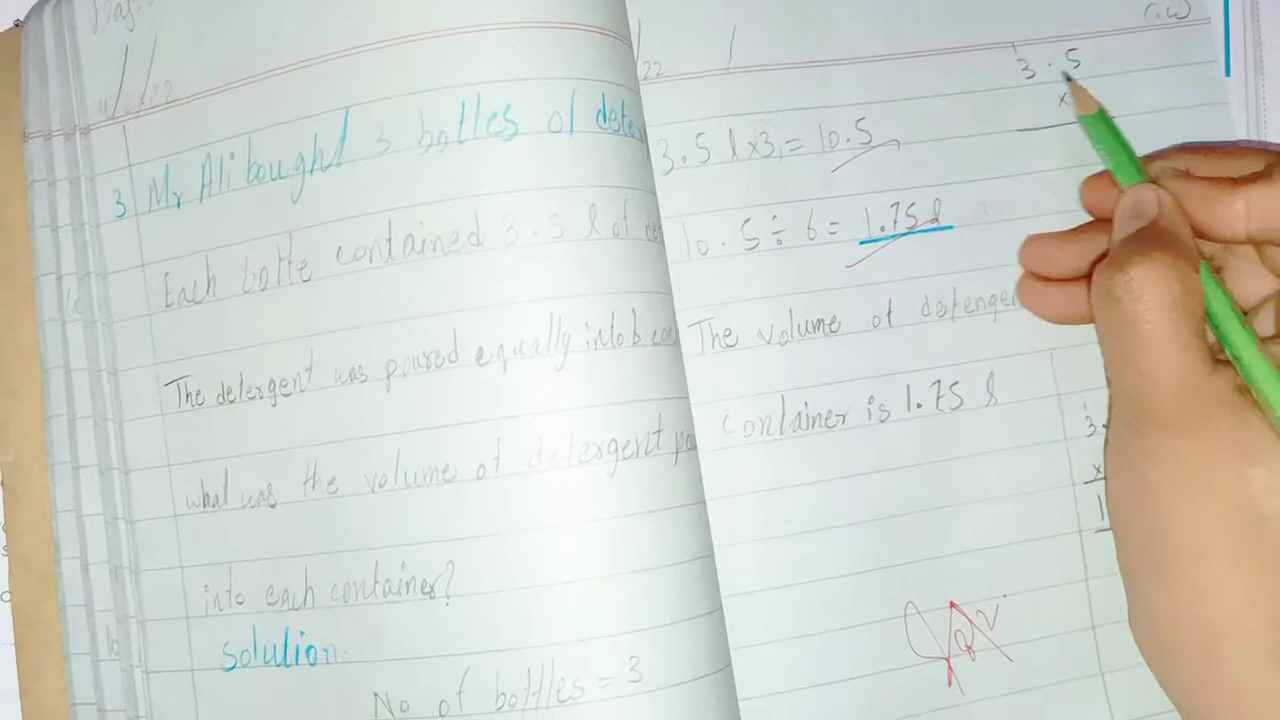 3 Mr Ali bought 3 bottles of
Each botte contained 3.5 l of
The detergent was poured equally into 6
what was the volume of detergent
into each container?
solution.
No of bottles = 3
22
3.5 l x 3 = 10.5
10.5 ÷ 6 = 1.75 l
The volume of
container is 1.75 l
3.5
x